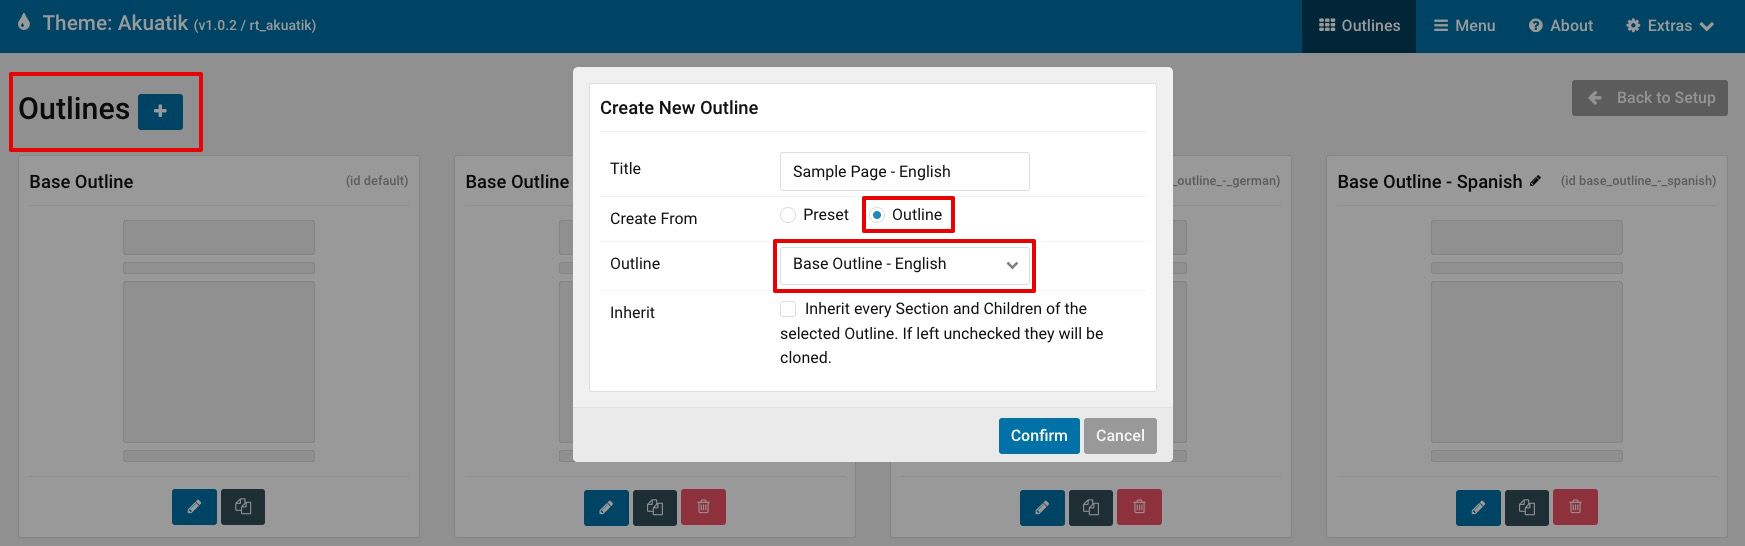 Theme: Akuatik (v1.0.2 / rt_akuatik)
Outlines
Menu
About
Extras
Outlines +
Back to Setup
Create New Outline
Title
Sample Page - English
Create From
Preset
Outline
Outline
Base Outline - English
Inherit
Inherit every Section and Children of the
selected Outline. If left unchecked they will be
cloned.
Confirm
Cancel
Base Outline
(id default)
Base Outline
_outline_-_german)
Base Outline - Spanish
(id base_outline_-_spanish)